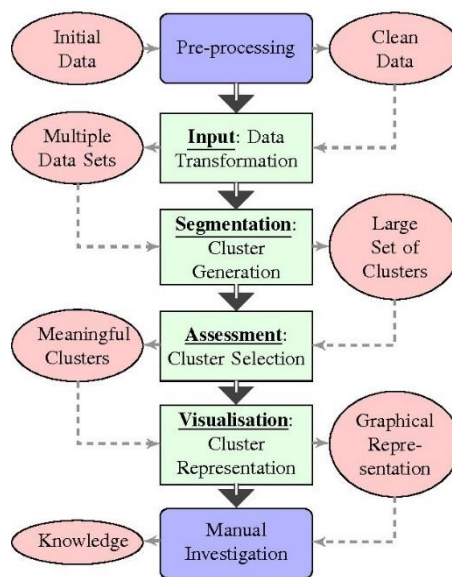 Initial
Data
Pre-processing
Clean
Data
Multiple
Data Sets
Input: Data
Transformation
Segmentation:
Cluster
Generation
Large
Set of
Clusters
Meaningful
Clusters
Assessment:
Cluster Selection
Visualisation:
Cluster
Representation
Graphical
Repre-
sentation
Knowledge
Manual
Investigation